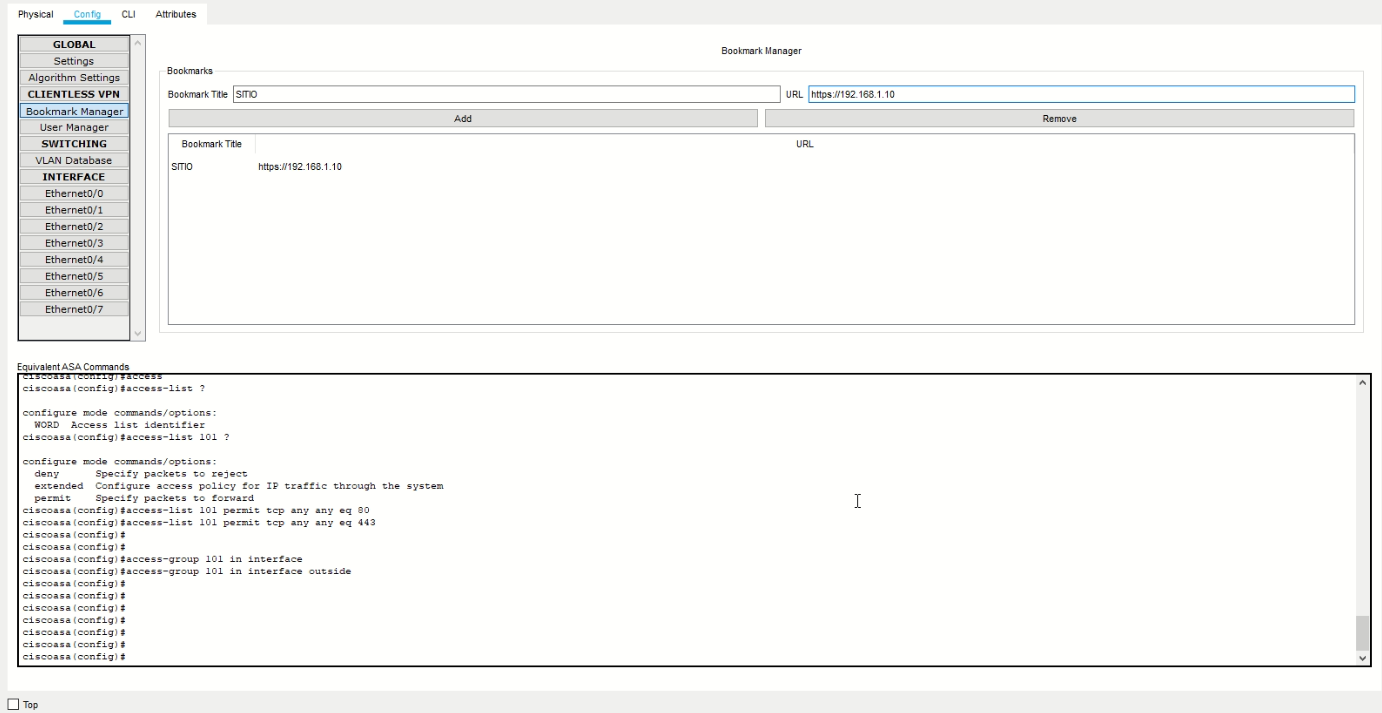 Physical Config CLI Attributes
GLOBAL
Settings
Algorithm Settings
CLIENTLESS VPN
Bookmark Manager
User Manager
SWITCHING
VLAN Database
INTERFACE
Ethernet0/0
Ethernet0/1
Ethernet0/2
Ethernet0/3
Ethernet0/4
Ethernet0/5
Ethernet0/6
Ethernet0/7
Bookmark Manager
Bookmarks
Bookmark Title SITIO URL https://192.168.1.10
Add Remove
Bookmark Title URL
SITIO https://192.168.1.10
Equivalent ASA Commands
ciscoasa(config)#access
ciscoasa(config)#access-list ?
configure mode commands/options:
WORD Access list identifier
ciscoasa(config)#access-list 101 ?
configure mode commands/options:
deny Specify packets to reject
extended Configure access policy for IP traffic through the system
permit Specify packets to forward
ciscoasa(config)#access-list 101 permit tcp any any eq 80
ciscoasa(config)#access-list 101 permit tcp any any eq 443
ciscoasa(config)#
ciscoasa(config)#
ciscoasa(config)#access-group 101 in interface
ciscoasa(config)#access-group 101 in interface outside
ciscoasa(config)#
ciscoasa(config)#
ciscoasa(config)#
ciscoasa(config)#
ciscoasa(config)#
ciscoasa(config)#
ciscoasa(config)#
Top